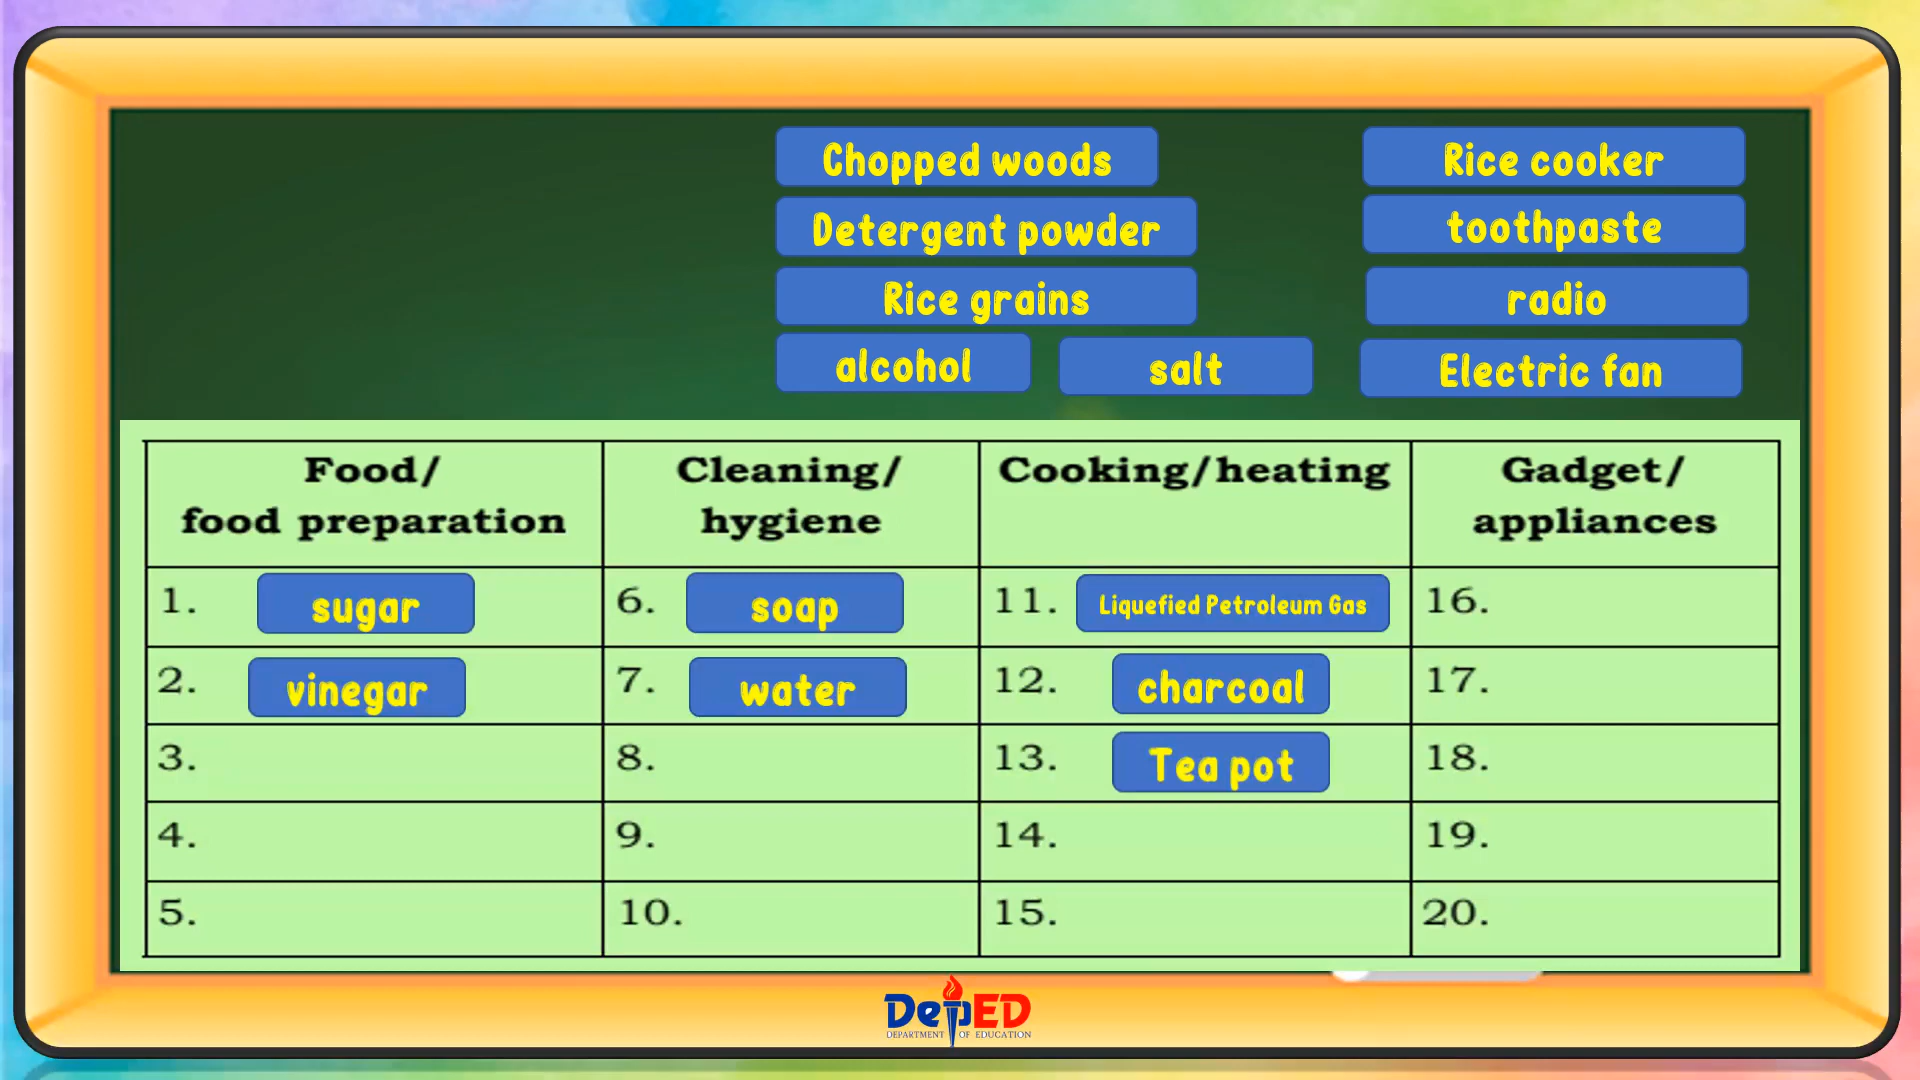 Chopped woods
Rice cooker
Detergent powder
toothpaste
Rice grains
radio
alcohol
salt
Electric fan
Food/
food preparation
Cleaning/
hygiene
Cooking/heating
Gadget/
appliances
1. sugar
6. soap
11. Liquefied Petroleum Gas
16.
2. vinegar
7. water
12. charcoal
17.
3.
8.
13. Tea pot
18.
4.
9.
14.
19.
5.
10.
15.
20.
DepED
DEPARTMENT OF EDUCATION